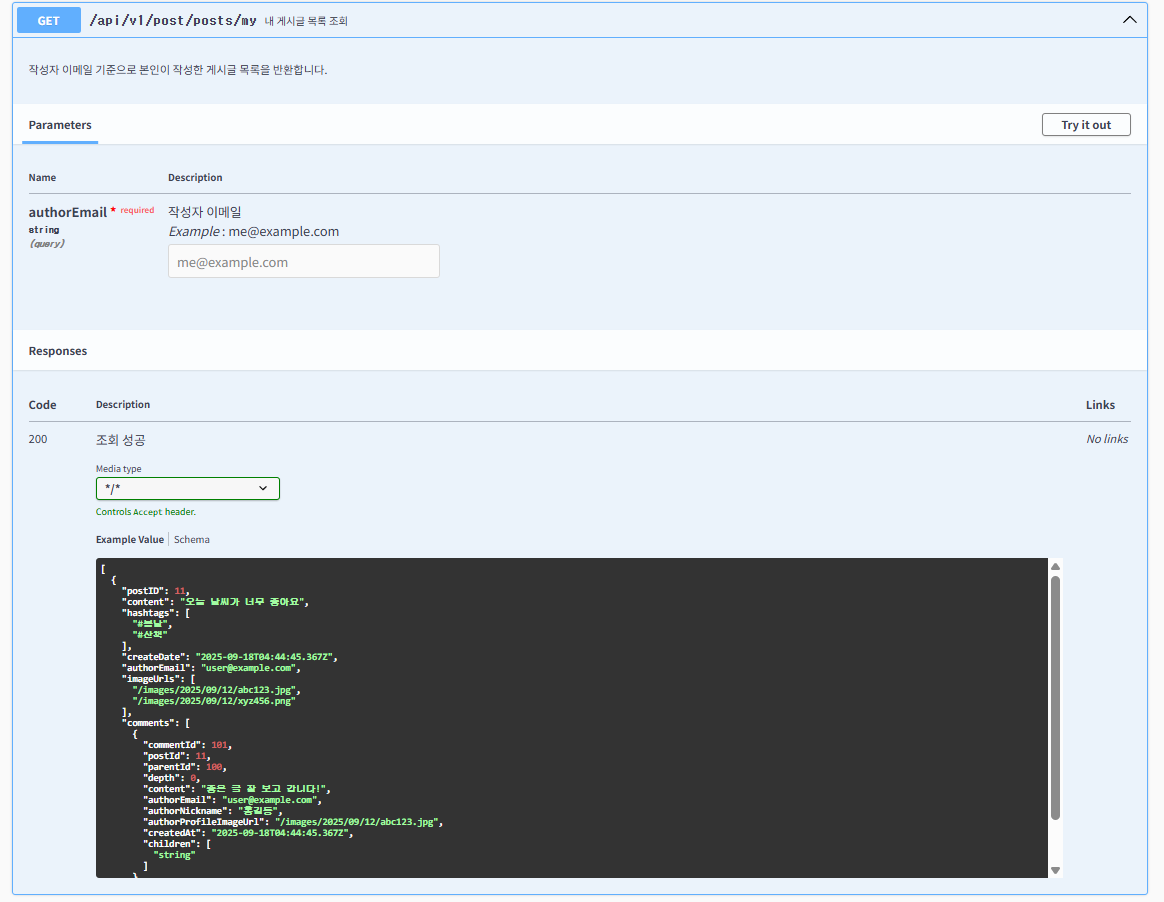 GET /api/v1/post/posts/my 내 게시글 목록 조회
작성자 이메일 기준으로 본인이 작성한 게시글 목록을 반환합니다.
Parameters
Try it out
Name Description
authorEmail * required
string
(query)
작성자 이메일
Example : me@example.com
me@example.com
Responses
Code Description Links
200 조회 성공 No links
Media type
*/*
Controls Accept header.
Example Value Schema
[
{
"postID": 11,
"content": "오늘 날씨가 너무 좋아요",
"hashtags": [
"#봄날",
"#산책"
],
"createDate": "2025-09-18T04:44:45.367Z",
"authorEmail": "user@example.com",
"imageUrls": [
"/images/2025/09/12/abc123.jpg",
"/images/2025/09/12/xyz456.png"
],
"comments": [
{
"commentId": 101,
"postId": 11,
"parentId": 100,
"depth": 0,
"content": "좋은 글 잘 보고 갑니다!",
"authorEmail": "user@example.com",
"authorNickname": "홍길동",
"authorProfileImageUrl": "/images/2025/09/12/abc123.jpg",
"createdAt": "2025-09-18T04:44:45.367Z",
"children": [
"string"
]
}